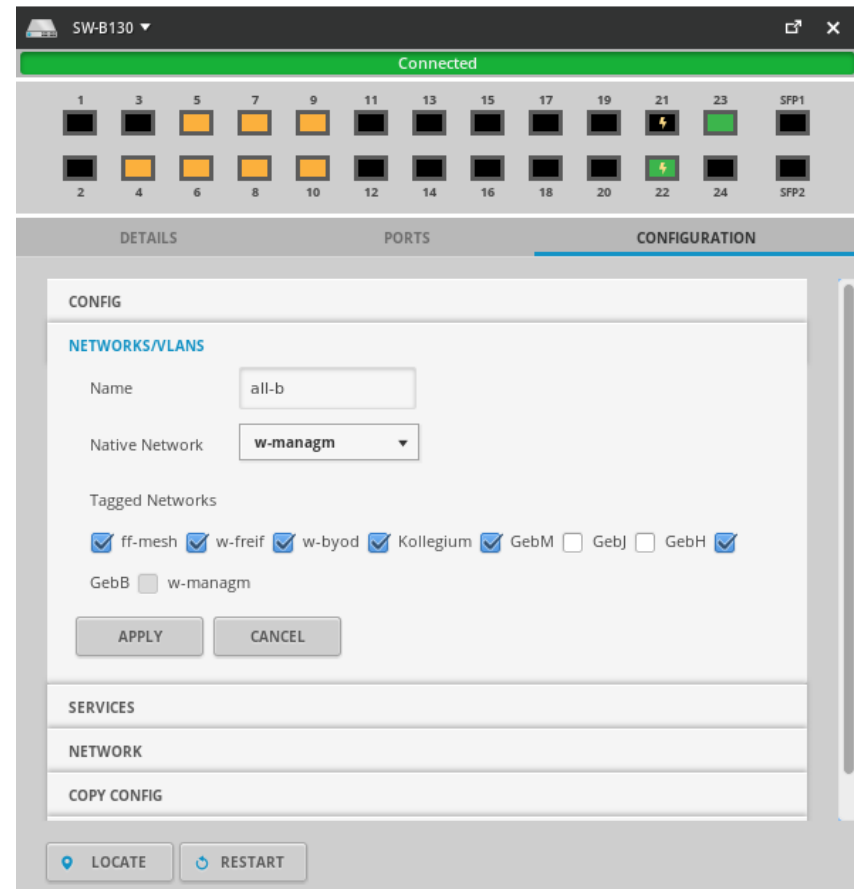 SW-B130
Connected
1 3 5 7 9 11 13 15 17 19 21 23 SFP1
2 4 6 8 10 12 14 16 18 20 22 24 SFP2
DETAILS PORTS CONFIGURATION
CONFIG
NETWORKS/VLANS
Name all-b
Native Network w-managm
Tagged Networks
ff-mesh w-freif w-byod Kollegium GebM GebJ GebH
GebB w-managm
APPLY CANCEL
SERVICES
NETWORK
COPY CONFIG
LOCATE RESTART